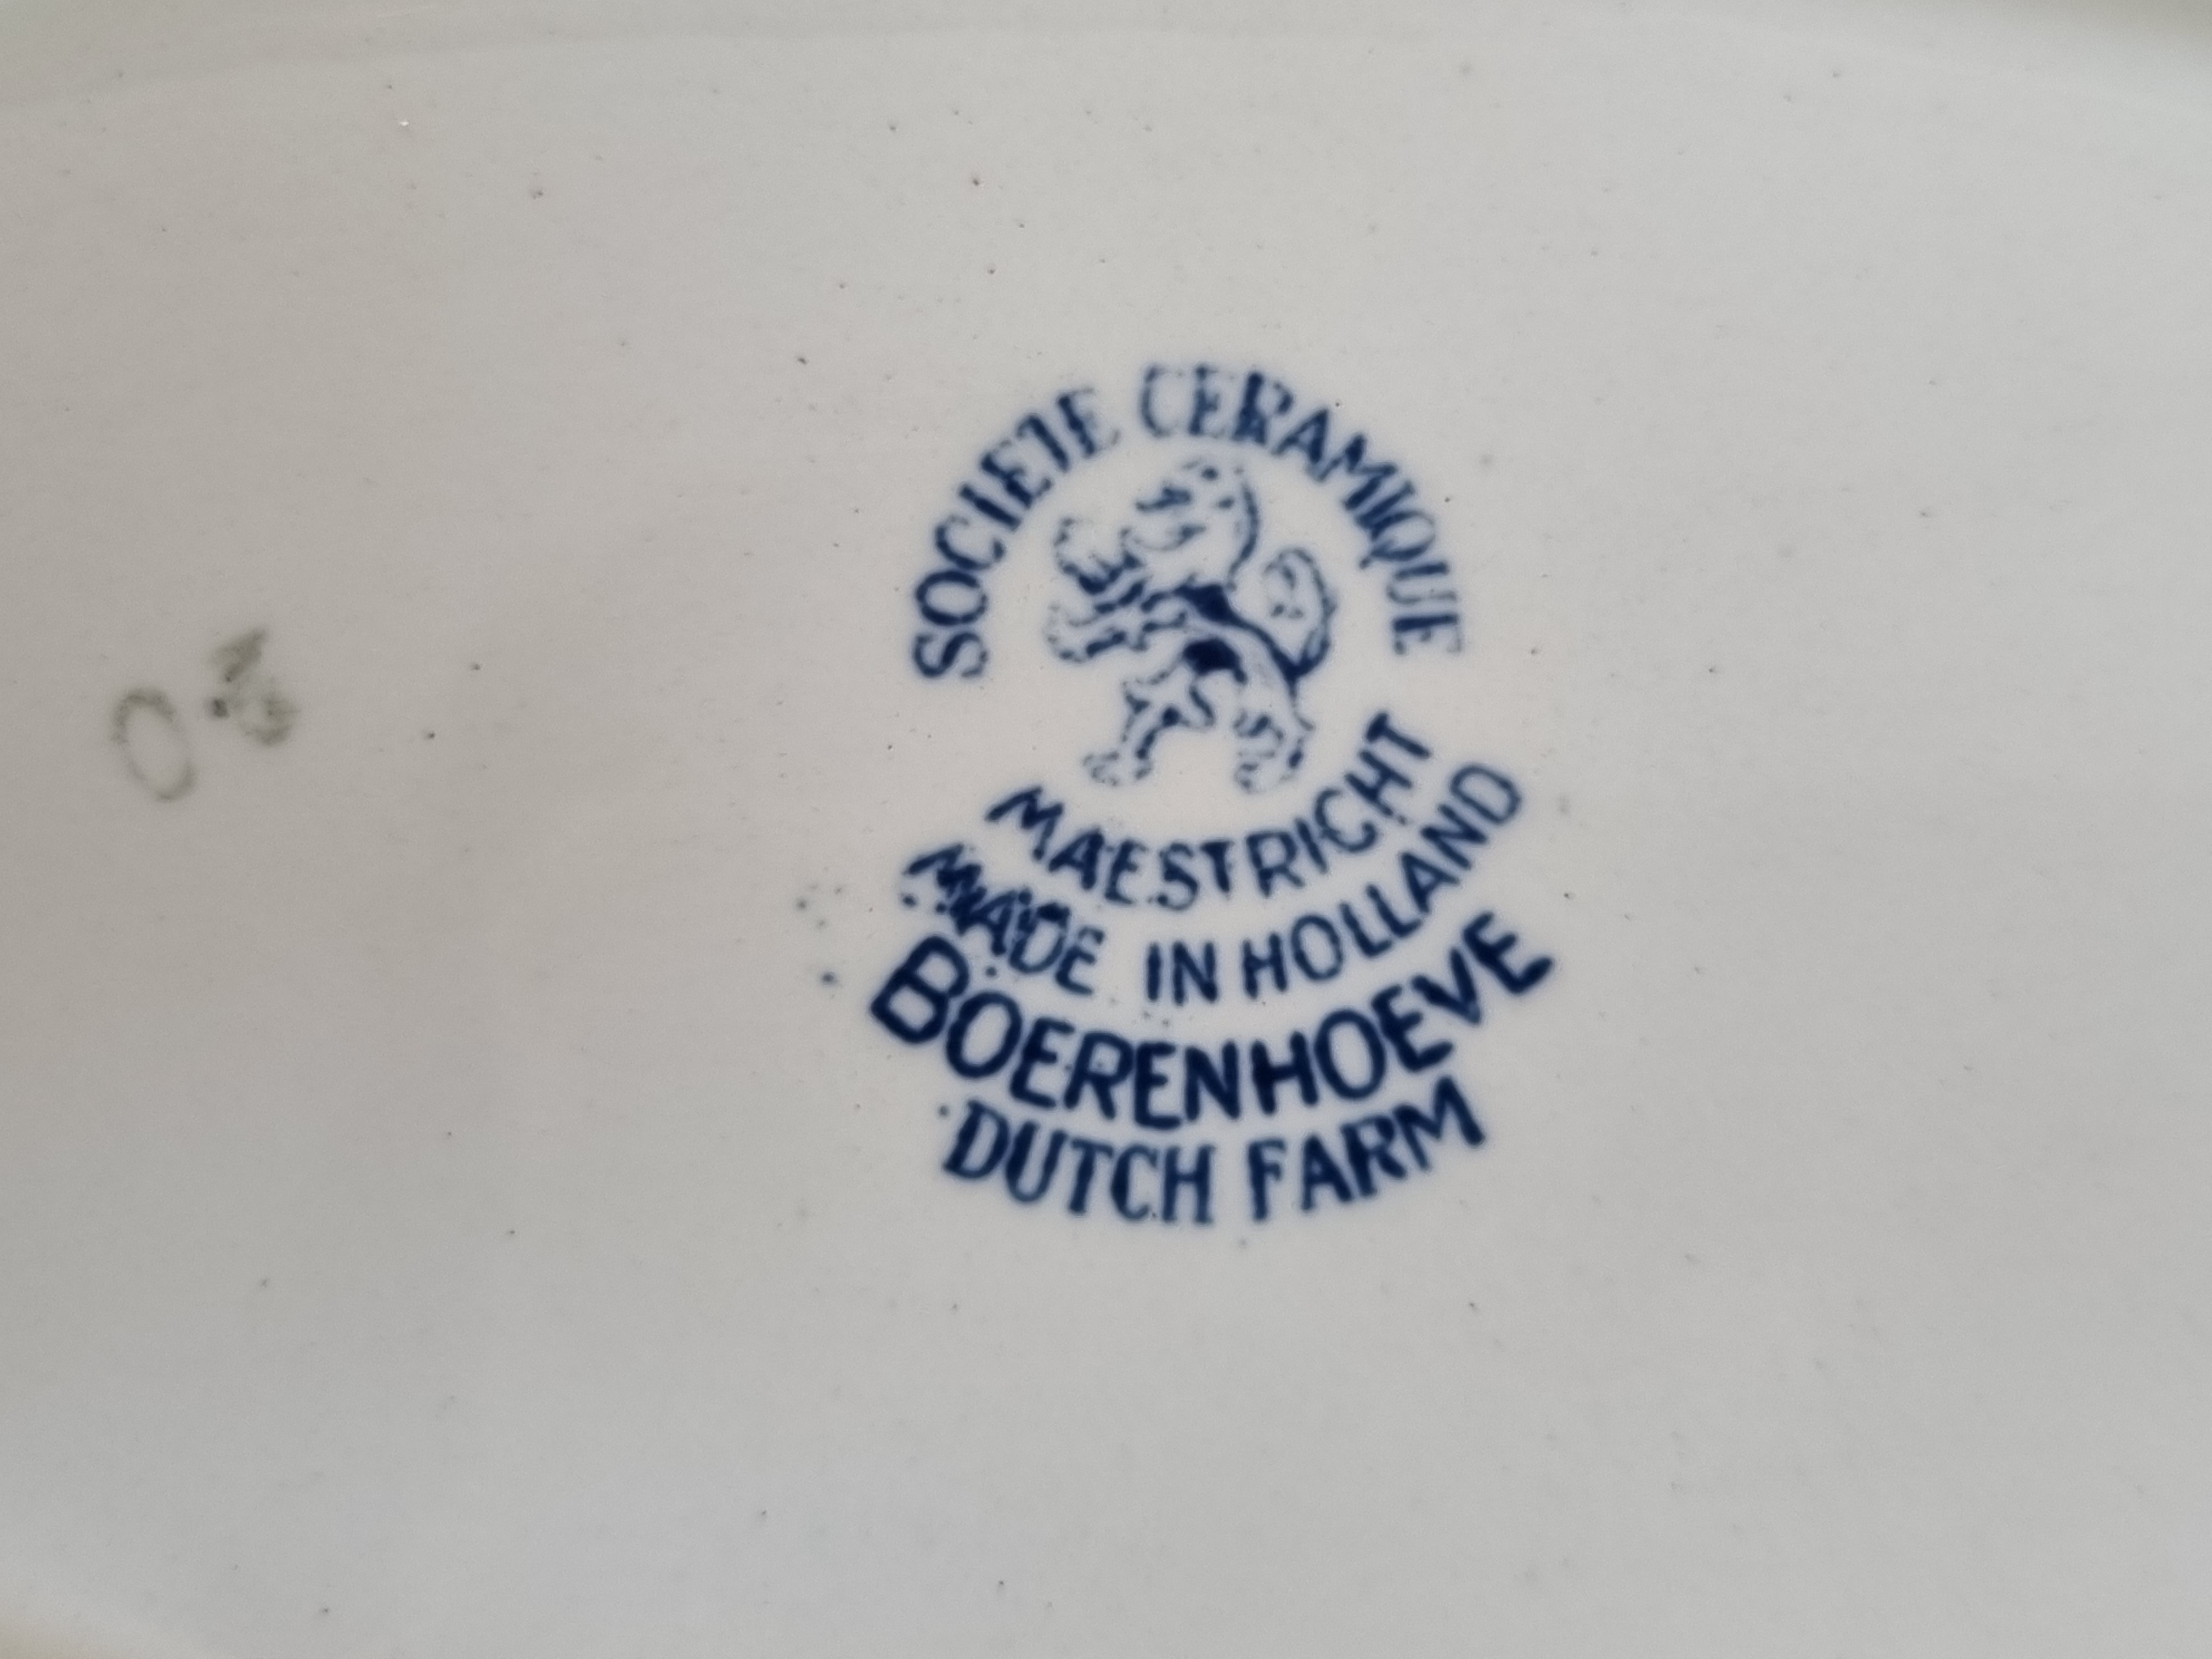 SOCIETE CERAMIQUE
MAESTRICHT
MADE IN HOLLAND
BOERENHOEVE
DUTCH FARM